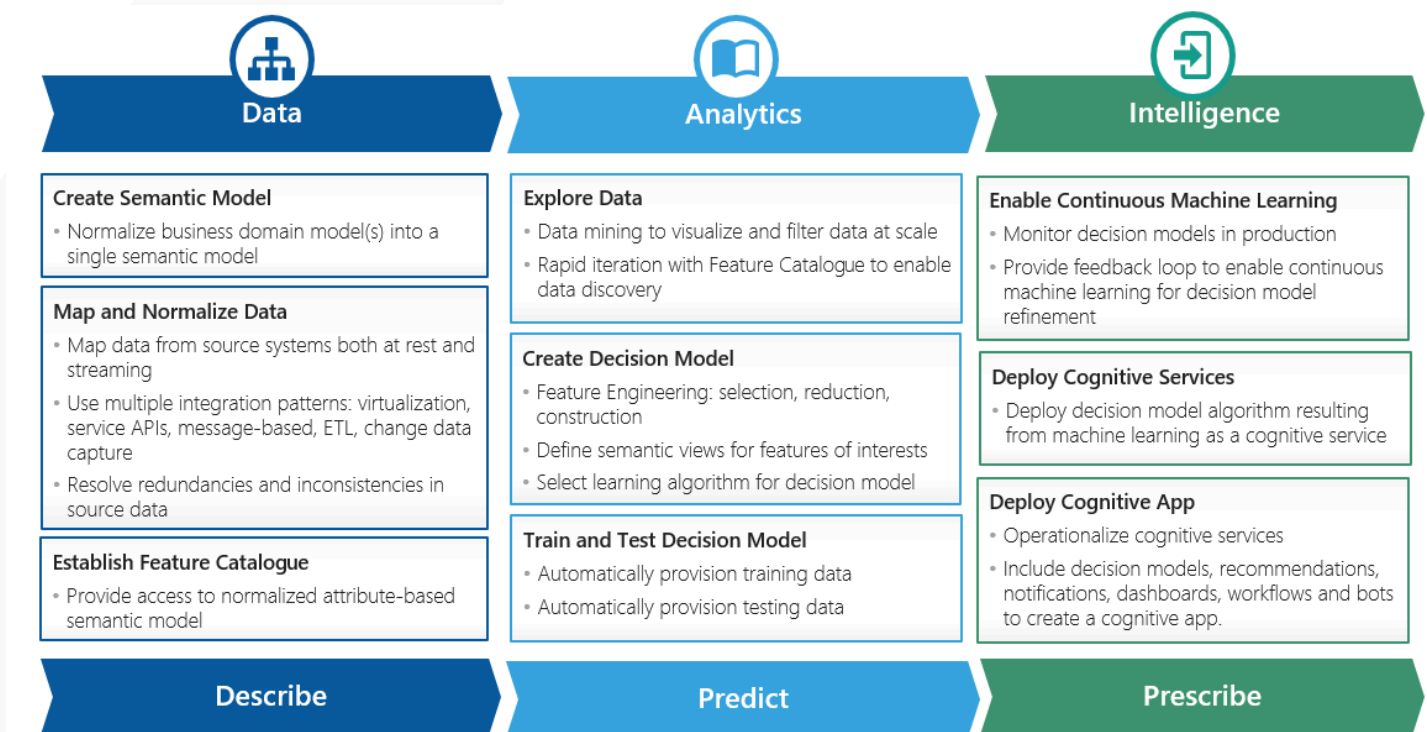 Data
Create Semantic Model
• Normalize business domain model(s) into a
single semantic model
Map and Normalize Data
• Map data from source systems both at rest and
streaming
• Use multiple integration patterns: virtualization,
service APIs, message-based, ETL, change data
capture
• Resolve redundancies and inconsistencies in
source data
Establish Feature Catalogue
• Provide access to normalized attribute-based
semantic model
Describe
Analytics
Explore Data
• Data mining to visualize and filter data at scale
• Rapid iteration with Feature Catalogue to enable
data discovery
Create Decision Model
• Feature Engineering: selection, reduction,
construction
• Define semantic views for features of interests
• Select learning algorithm for decision model
Train and Test Decision Model
• Automatically provision training data
• Automatically provision testing data
Predict
Intelligence
Enable Continuous Machine Learning
• Monitor decision models in production
• Provide feedback loop to enable continuous
machine learning for decision model
refinement
Deploy Cognitive Services
• Deploy decision model algorithm resulting
from machine learning as a cognitive service
Deploy Cognitive App
• Operationalize cognitive services
• Include decision models, recommendations,
notifications, dashboards, workflows and bots
to create a cognitive app.
Prescribe